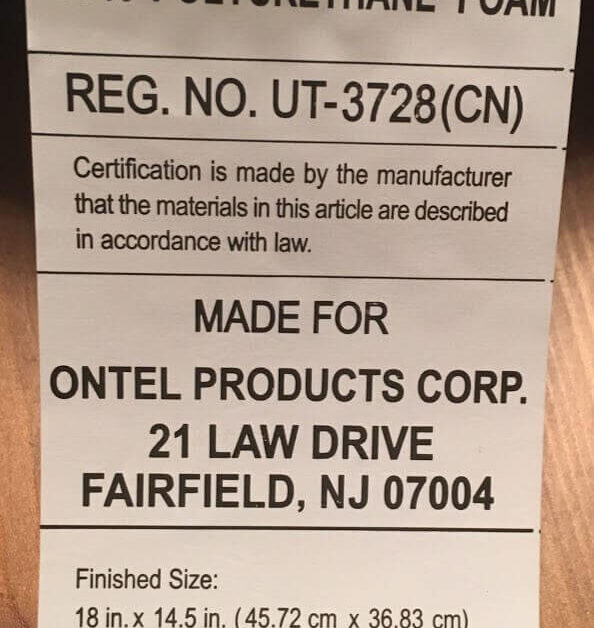 POLYURETHANE FOAM
REG. NO. UT-3728(CN)
Certification is made by the manufacturer
that the materials in this article are described
in accordance with law.
MADE FOR
ONTEL PRODUCTS CORP.
21 LAW DRIVE
FAIRFIELD, NJ 07004
Finished Size:
18 in. x 14.5 in. (45.72 cm x 36.83 cm)